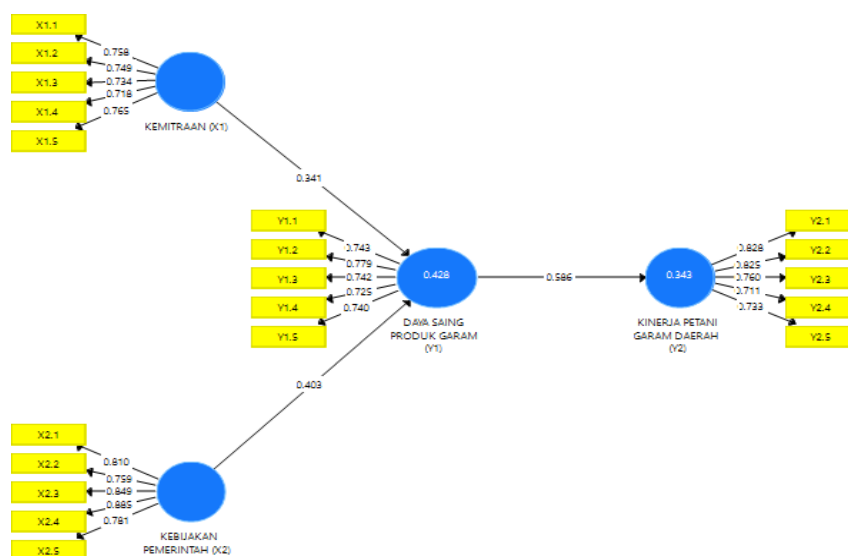 X1.1
X1.2
X1.3
X1.4
X1.5
0.758
0.749
0.734
0.718
0.765
KEMITRAAN (X1)
0.341
Y1.1
Y1.2
Y1.3
Y1.4
Y1.5
0.743
0.779
0.742
0.725
0.740
0.428
DAYA SAING
PRODUK GARAM
(Y1)
0.586
0.343
KINERJA PETANI
GARAM DAERAH
(Y2)
0.828
0.825
0.760
0.711
0.733
Y2.1
Y2.2
Y2.3
Y2.4
Y2.5
0.403
X2.1
X2.2
X2.3
X2.4
X2.5
0.810
0.759
0.849
0.885
0.781
KEBIJAKAN
PEMERINTAH (X2)